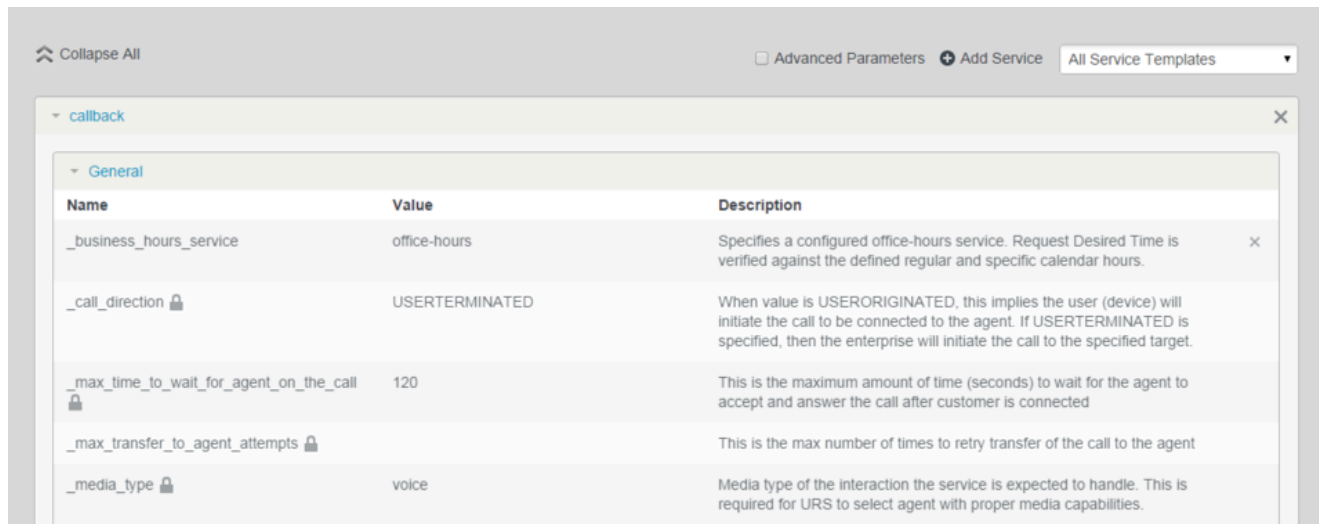 Collapse All
Advanced Parameters Add Service All Service Templates
callback
General
Name Value Description
_business_hours_service office-hours Specifies a configured office-hours service. Request Desired Time is
verified against the defined regular and specific calendar hours.
_call_direction USERTERMINATED When value is USERORIGINATED, this implies the user (device) will
initiate the call to be connected to the agent. If USERTERMINATED is
specified, then the enterprise will initiate the call to the specified target.
_max_time_to_wait_for_agent_on_the_call 120 This is the maximum amount of time (seconds) to wait for the agent to
accept and answer the call after customer is connected
_max_transfer_to_agent_attempts This is the max number of times to retry transfer of the call to the agent
_media_type voice Media type of the interaction the service is expected to handle. This is
required for URS to select agent with proper media capabilities.